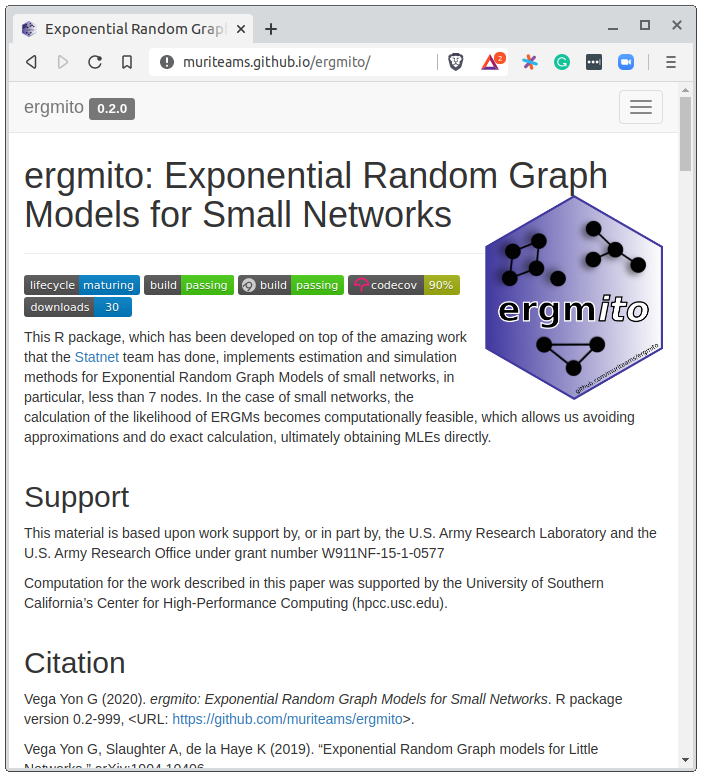 Exponential Random Grap
muriteams.github.io/ergmito/
2
ergmito 0.2.0
ergmito: Exponential Random Graph
Models for Small Networks
lifecycle maturing build passing build passing codecov 90%
downloads 30
ergmito
github.com/muriteams/ergmito
This R package, which has been developed on top of the amazing work
that the Statnet team has done, implements estimation and simulation
methods for Exponential Random Graph Models of small networks, in
particular, less than 7 nodes. In the case of small networks, the
calculation of the likelihood of ERGMs becomes computationally feasible, which allows us avoiding
approximations and do exact calculation, ultimately obtaining MLEs directly.
Support
This material is based upon work support by, or in part by, the U.S. Army Research Laboratory and the
U.S. Army Research Office under grant number W911NF-15-1-0577
Computation for the work described in this paper was supported by the University of Southern
California’s Center for High-Performance Computing (hpcc.usc.edu).
Citation
Vega Yon G (2020). ergmito: Exponential Random Graph Models for Small Networks. R package
version 0.2-999, <URL: https://github.com/muriteams/ergmito>.
Vega Yon G, Slaughter A, de la Haye K (2019). “Exponential Random Graph models for Little
Networks.” arXiv:1904.10406